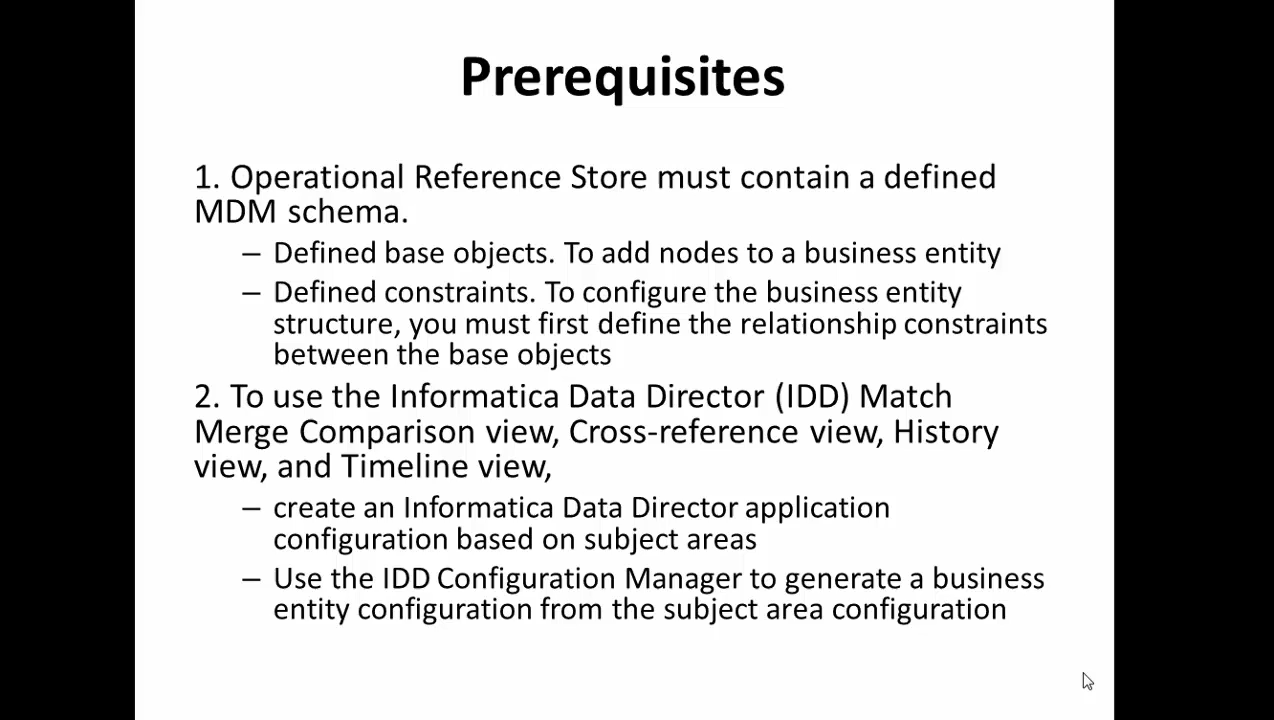 Prerequisites
1. Operational Reference Store must contain a defined
MDM schema.
– Defined base objects. To add nodes to a business entity
– Defined constraints. To configure the business entity
structure, you must first define the relationship constraints
between the base objects
2. To use the Informatica Data Director (IDD) Match
Merge Comparison view, Cross-reference view, History
view, and Timeline view,
– create an Informatica Data Director application
configuration based on subject areas
– Use the IDD Configuration Manager to generate a business
entity configuration from the subject area configuration